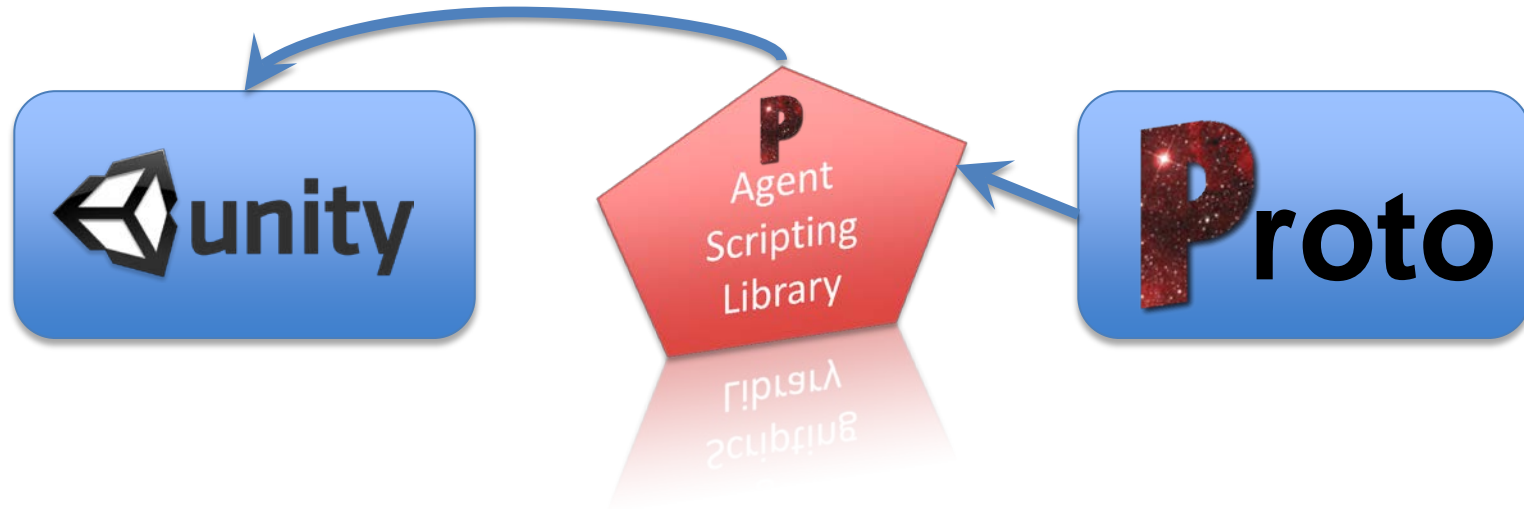 unity
P
Agent
Scripting
Library
Proto
Library
Scripting